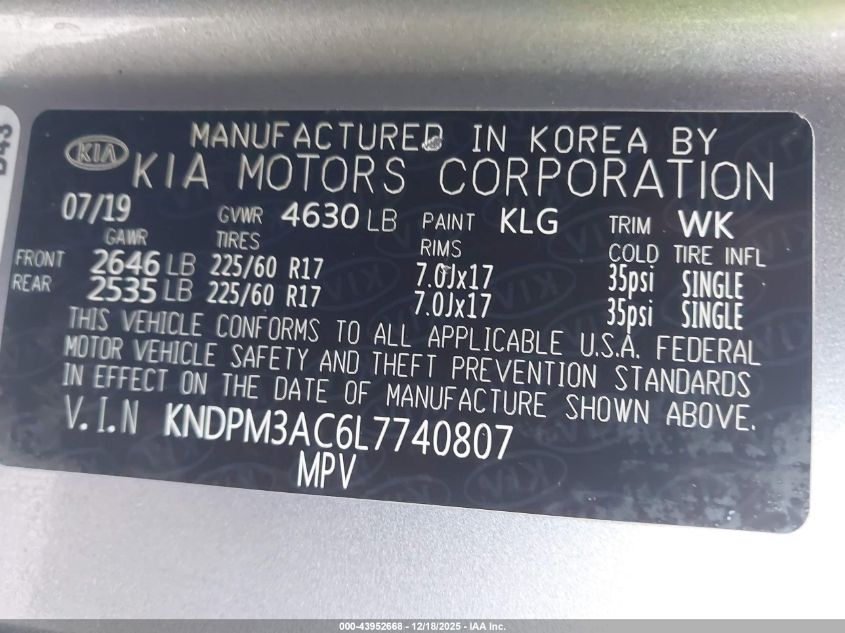 D43
MANUFACTURED IN KOREA BY
KIA KIA MOTORS CORPORATION
07/19 GVWR 4630 LB PAINT KLG TRIM WK
GAWR TIRES RIMS COLD TIRE INFL
FRONT 2646 LB 225/60 R17 7.0Jx17 35psi SINGLE
REAR 2535 LB 225/60 R17 7.0Jx17 35psi SINGLE
THIS VEHICLE CONFORMS TO ALL APPLICABLE U.S.A. FEDERAL
MOTOR VEHICLE SAFETY AND THEFT PREVENTION STANDARDS
IN EFFECT ON THE DATE OF MANUFACTURE SHOWN ABOVE.
V.I.N KNDPM3AC6L7740807
MPV
000-43952668 - 12/18/2025 - IAA Inc.